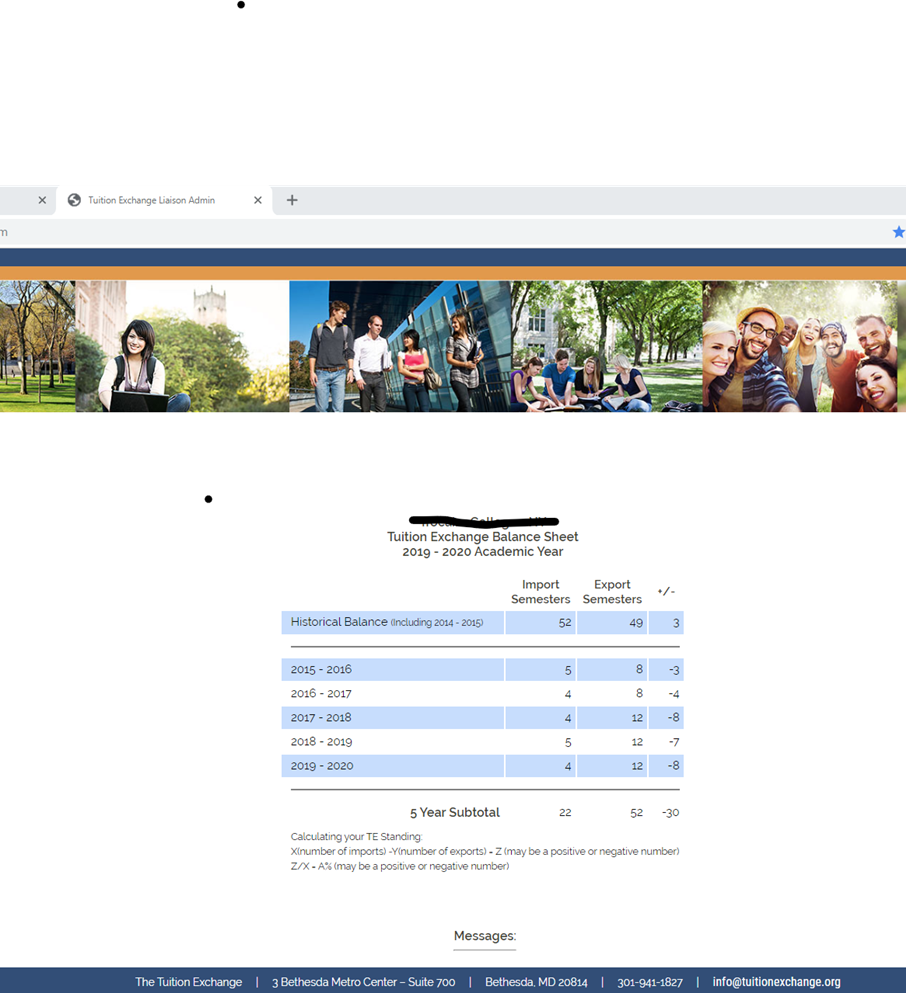 Tuition Exchange Liaison Admin
m
Tuition Exchange Balance Sheet
2019 - 2020 Academic Year
Import Semesters Export Semesters +/-
Historical Balance (Including 2014 - 2015) 52 49 3
2015 - 2016 5 8 -3
2016 - 2017 4 8 -4
2017 - 2018 4 12 -8
2018 - 2019 5 12 -7
2019 - 2020 4 12 -8
5 Year Subtotal 22 52 -30
Calculating your TE Standing:
X(number of imports) -Y(number of exports) = Z (may be a positive or negative number)
Z/X = A% (may be a positive or negative number)
Messages:
The Tuition Exchange | 3 Bethesda Metro Center – Suite 700 | Bethesda, MD 20814 | 301-941-1827 | info@tuitionexchange.org